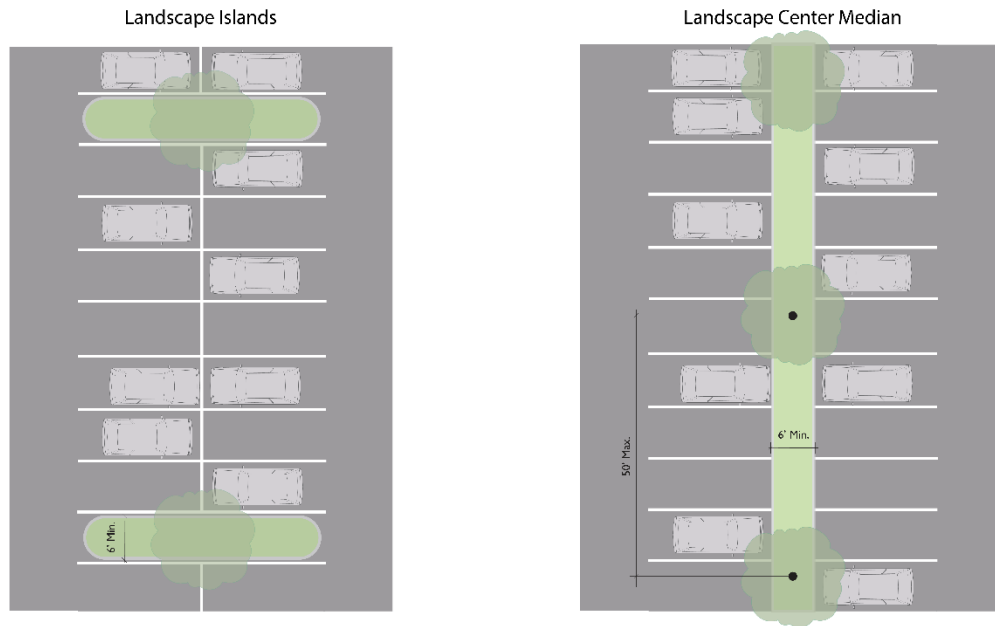 Landscape Islands
Landscape Center Median
6' Min.
50' Max.
6' Min.